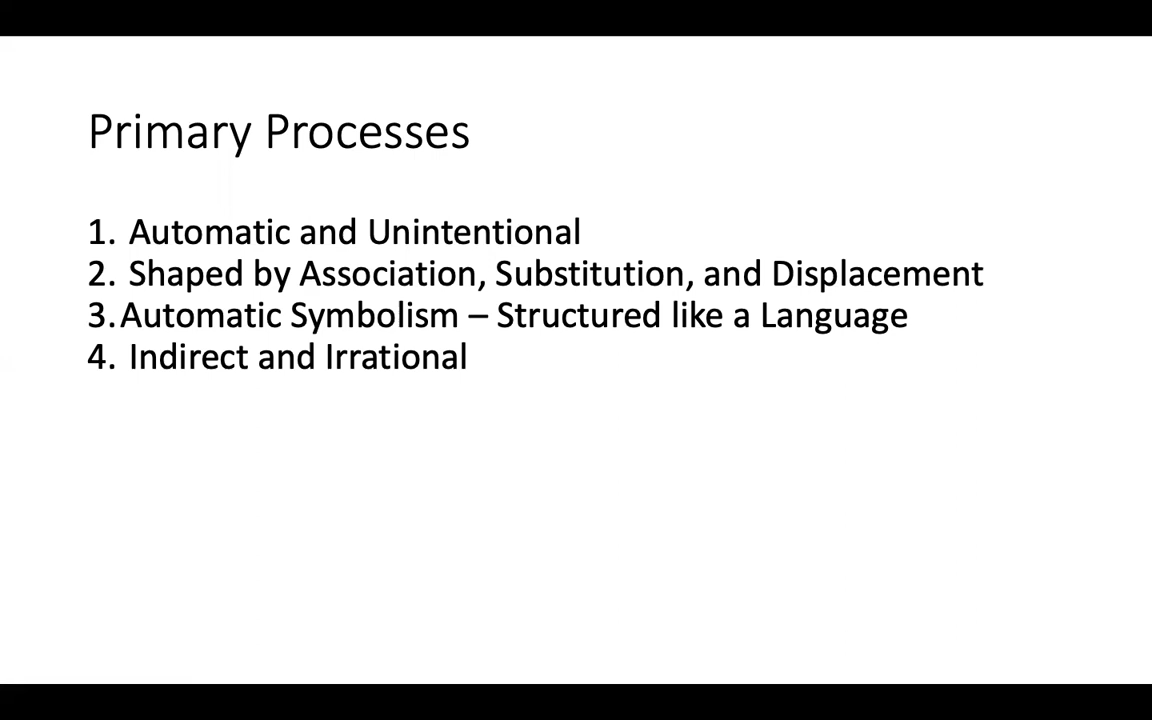 Primary Processes
1. Automatic and Unintentional
2. Shaped by Association, Substitution, and Displacement
3. Automatic Symbolism – Structured like a Language
4. Indirect and Irrational